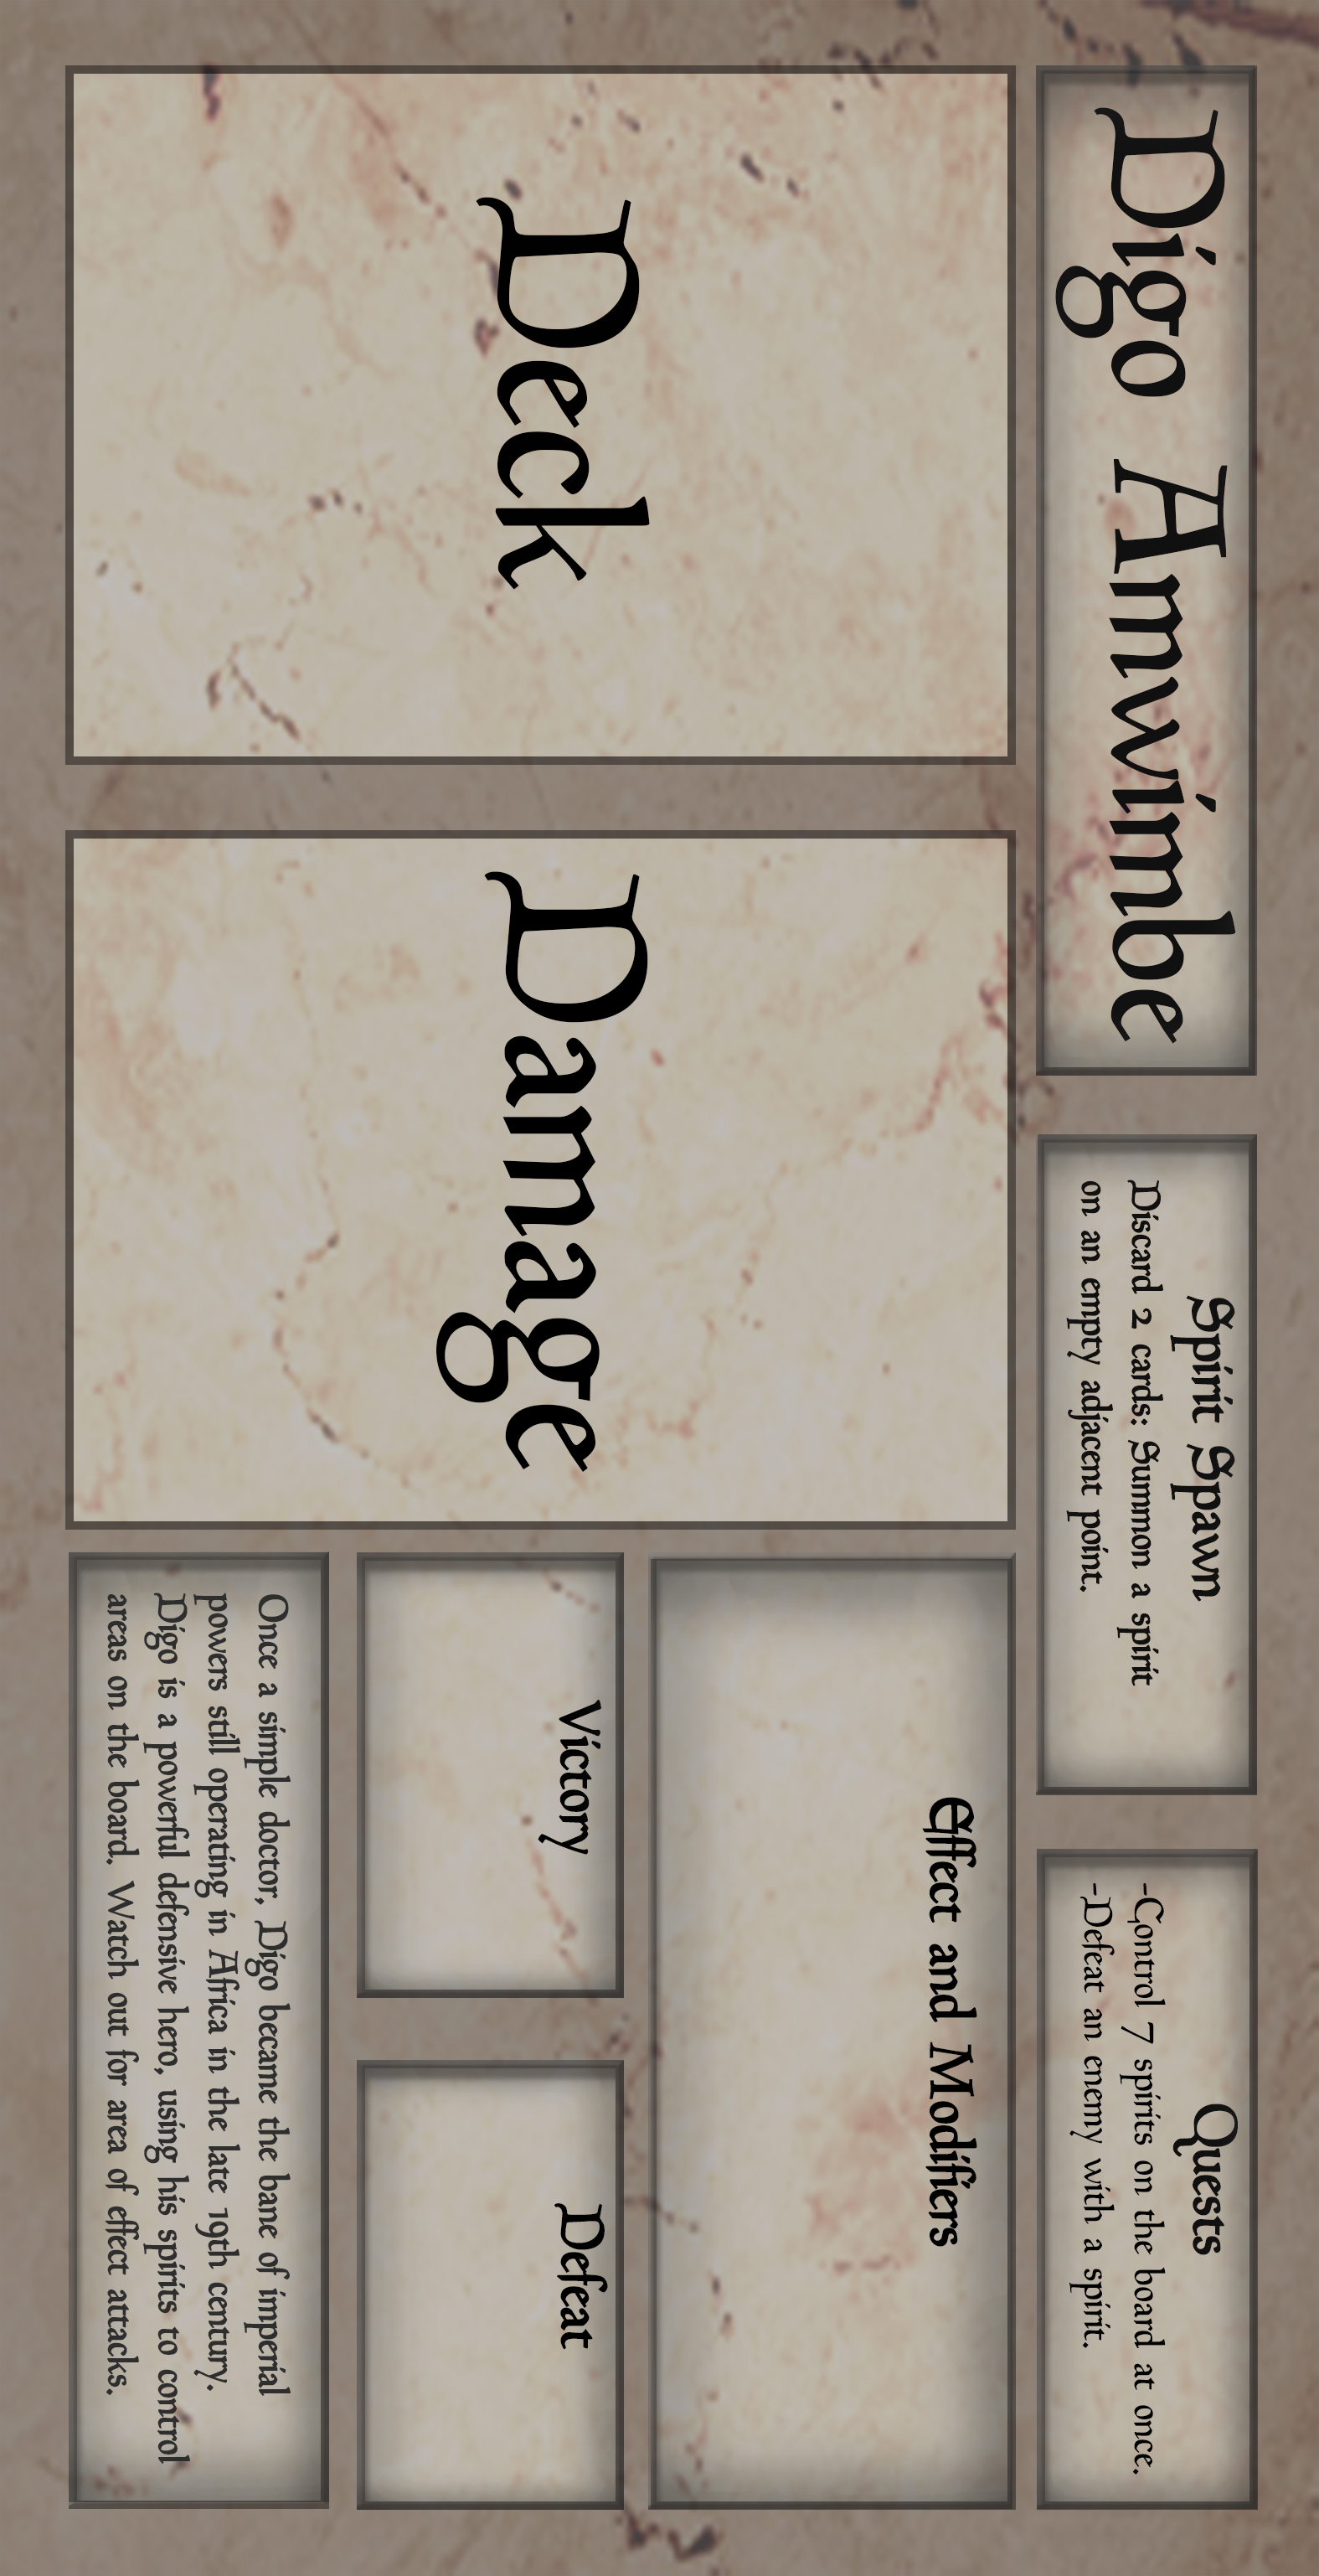 Digo Amwimbe
Spirit Spawn
Discard 2 cards: Summon a spirit
on an empty adjacent point.
Quests
-Control 7 spirits on the board at once.
-Defeat an enemy with a spirit.
Deck
Damage
Effect and Modifiers
Victory
Defeat
Once a simple doctor, Digo became the bane of imperial
powers still operating in Africa in the late 19th century.
Digo is a powerful defensive hero, using his spirits to control
areas on the board. Watch out for area of effect attacks.